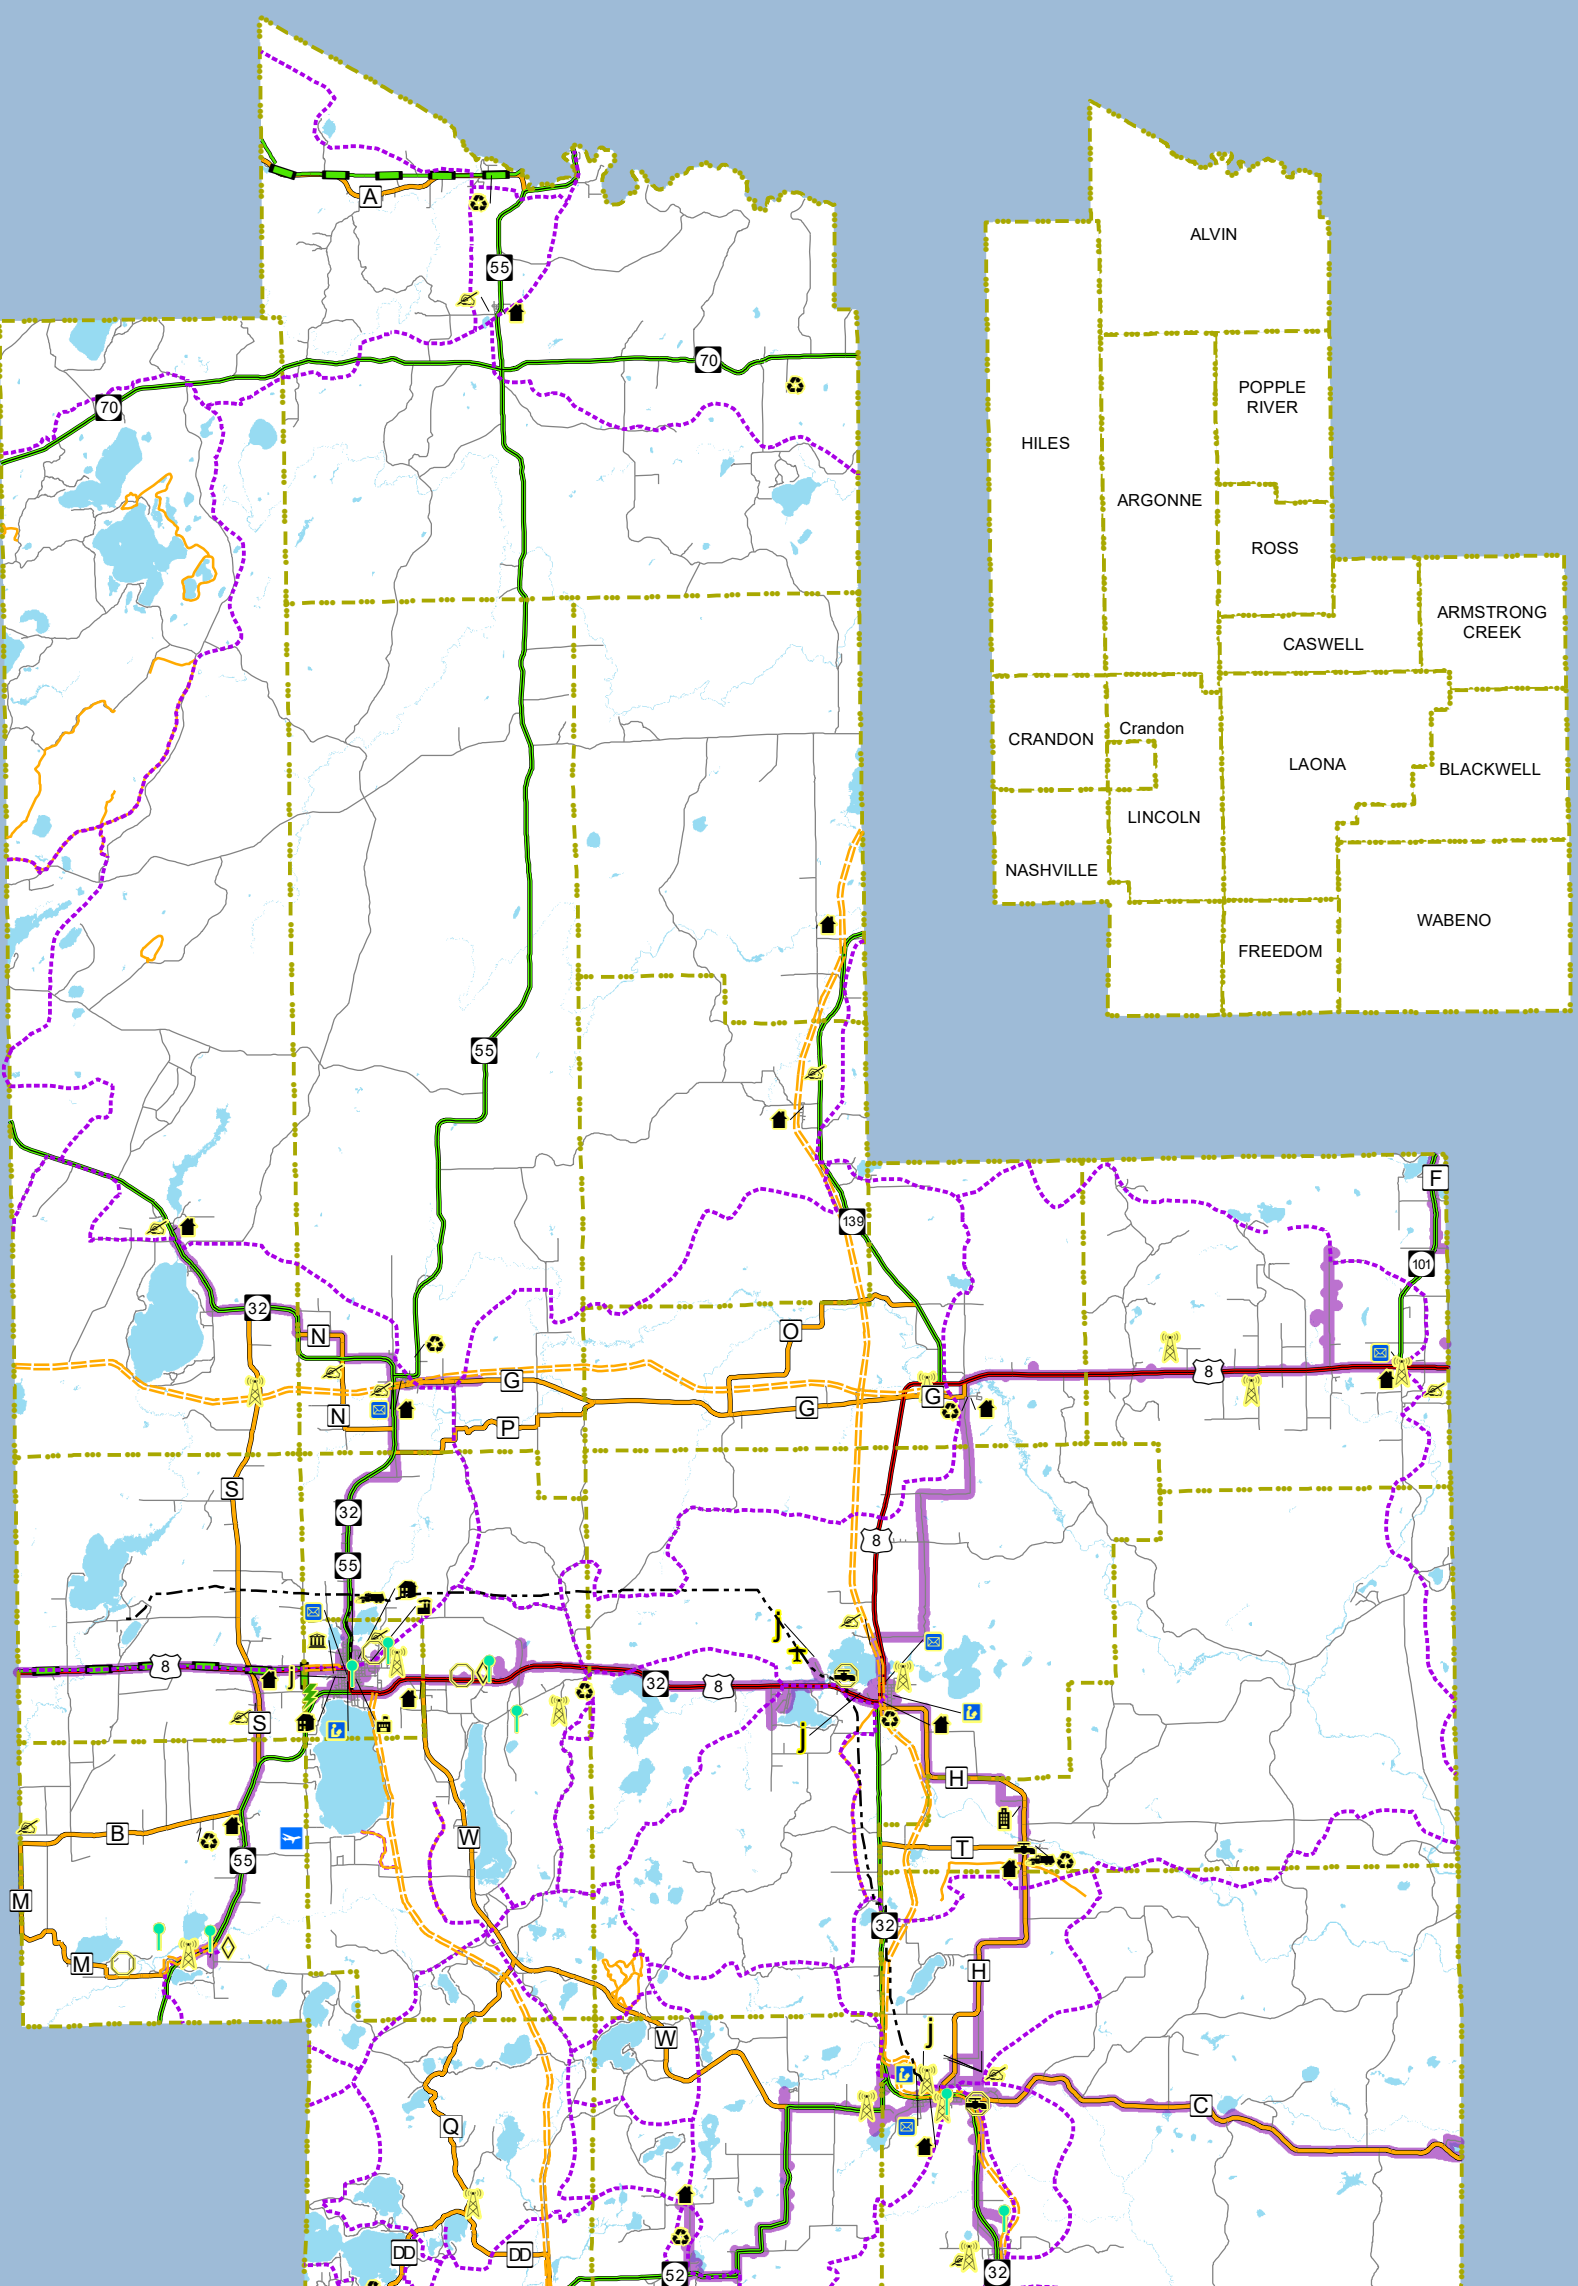 A
55
70
70
ALVIN
POPPLE
RIVER
HILES
ARGONNE
ROSS
ARMSTRONG
CREEK
CASWELL
Crandon
CRANDON
LAONA
BLACKWELL
LINCOLN
NASHVILLE
WABENO
FREEDOM
55
F
139
101
32
N
O
8
G
G
G
N
P
S
32
8
55
8
32
8
S
H
B
W
T
55
M
32
M
H
j
j
j
j
W
C
Q
DD
DD
52
32